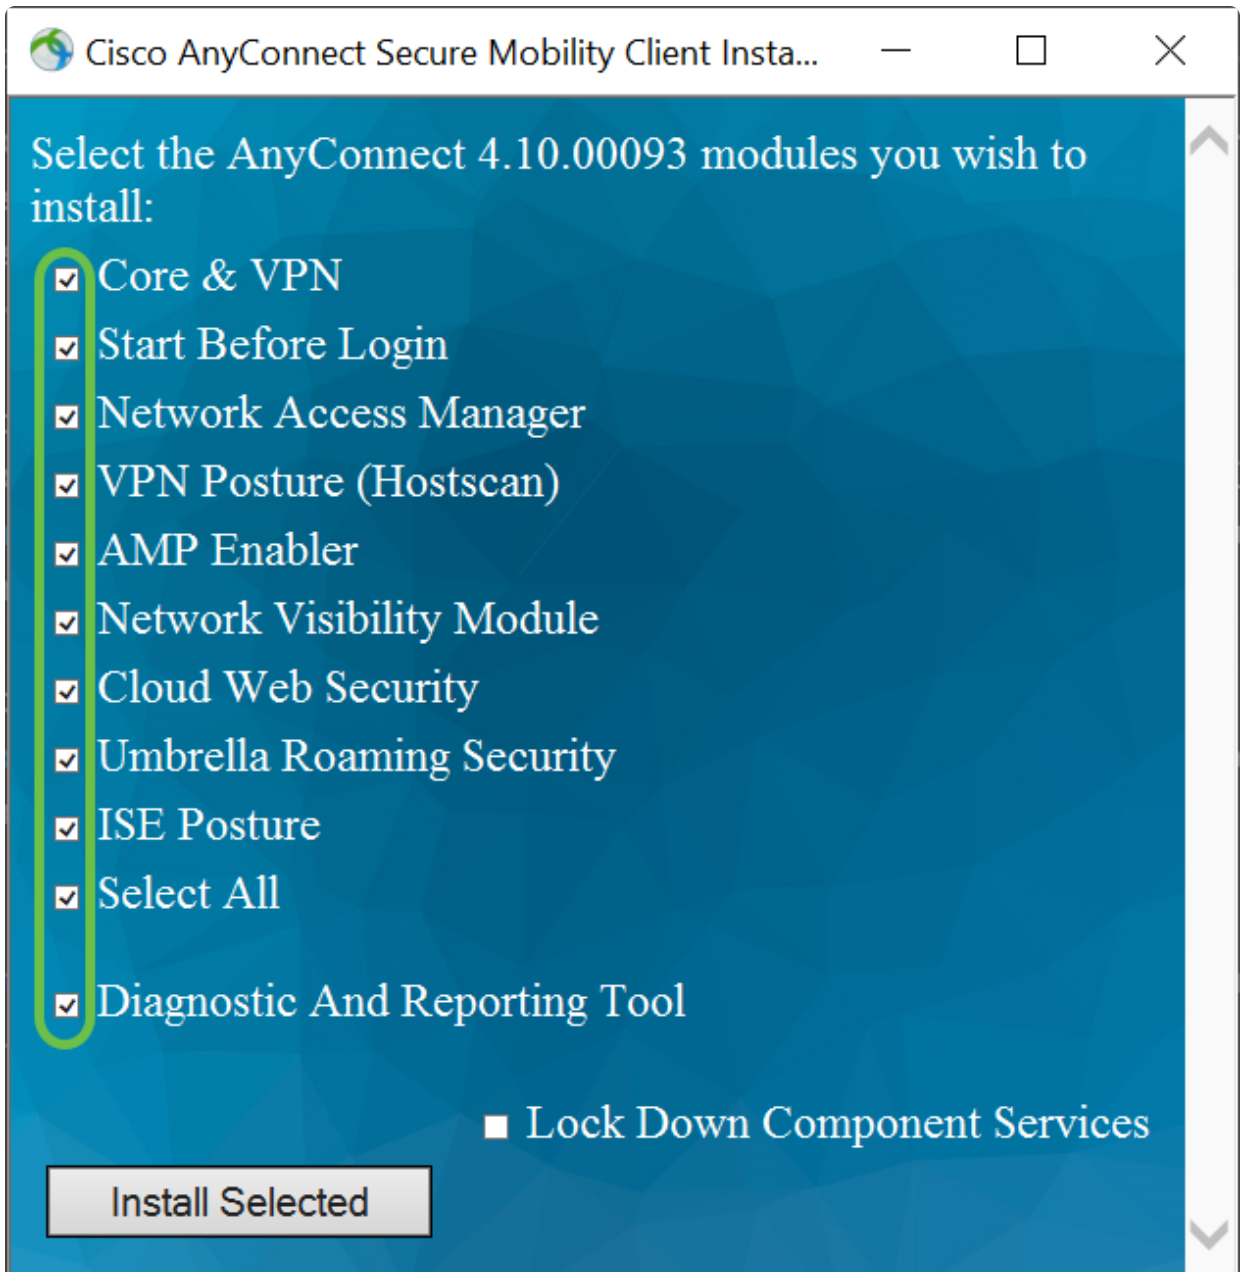 Cisco AnyConnect Secure Mobility Client Insta...
Select the AnyConnect 4.10.00093 modules you wish to
install:
Core & VPN
Start Before Login
Network Access Manager
VPN Posture (Hostscan)
AMP Enabler
Network Visibility Module
Cloud Web Security
Umbrella Roaming Security
ISE Posture
Select All
Diagnostic And Reporting Tool
Lock Down Component Services
Install Selected